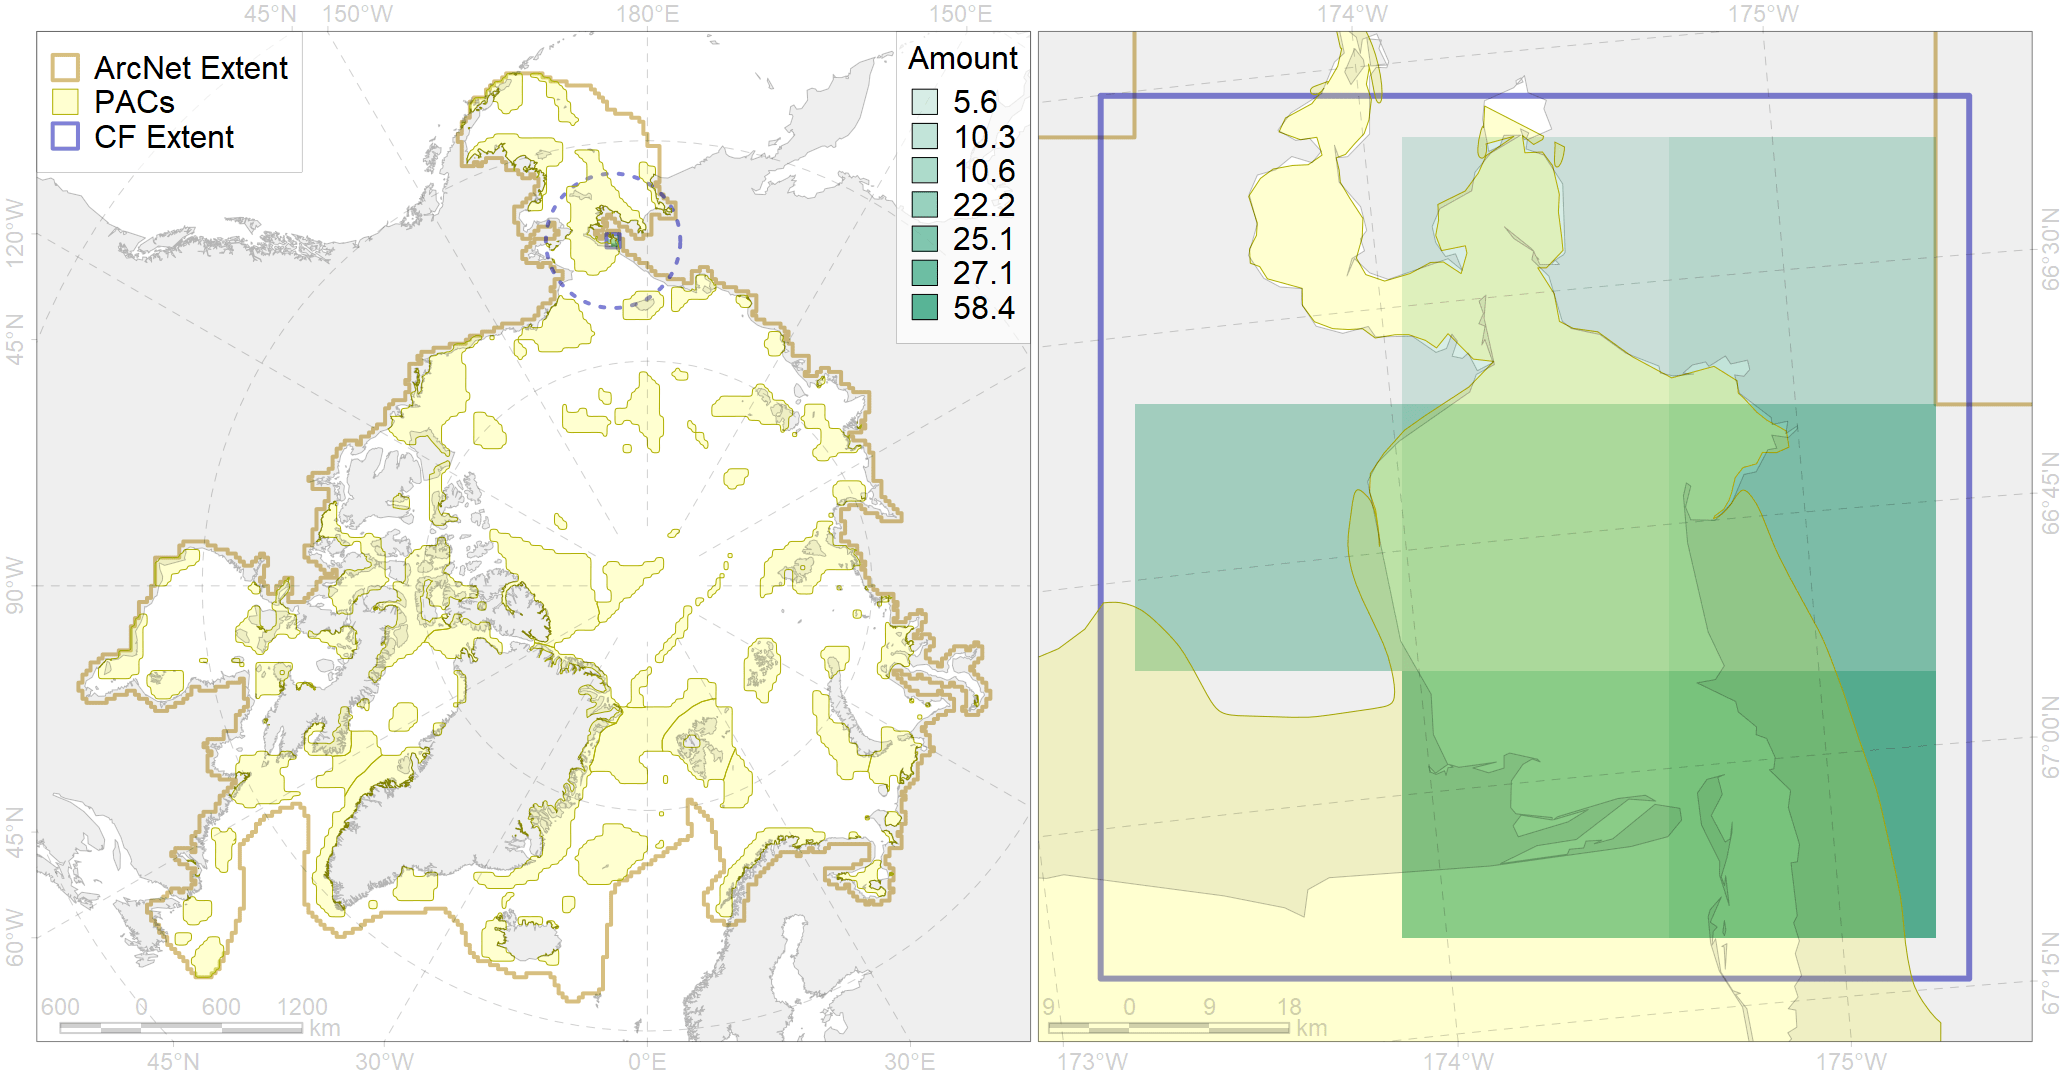 45°N 150°W 180°E 150°E 174°W 175°W
ArcNet Extent
PACs
CF Extent
Amount
5.6
10.3
10.6
22.2
25.1
27.1
58.4
120°W
45°N
90°W
45°N
60°W
66°30'N
66°45'N
67°00'N
67°15'N
600 0 600 1200
km
9 0 9 18
km
45°N 30°W 0°E 30°E 173°W 174°W 175°W